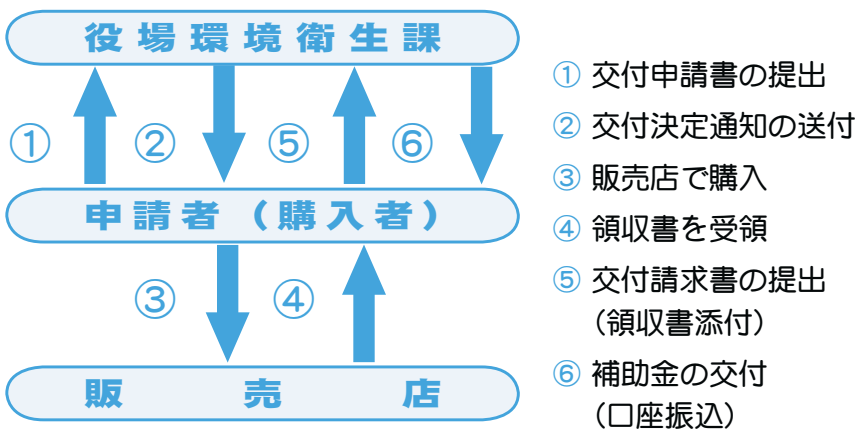 役場環境衛生課
① ② ⑤ ⑥
申請者（購入者）
③ ④
販売店
① 交付申請書の提出
② 交付決定通知の送付
③ 販売店で購入
④ 領収書を受領
⑤ 交付請求書の提出
（領収書添付）
⑥ 補助金の交付
（口座振込）